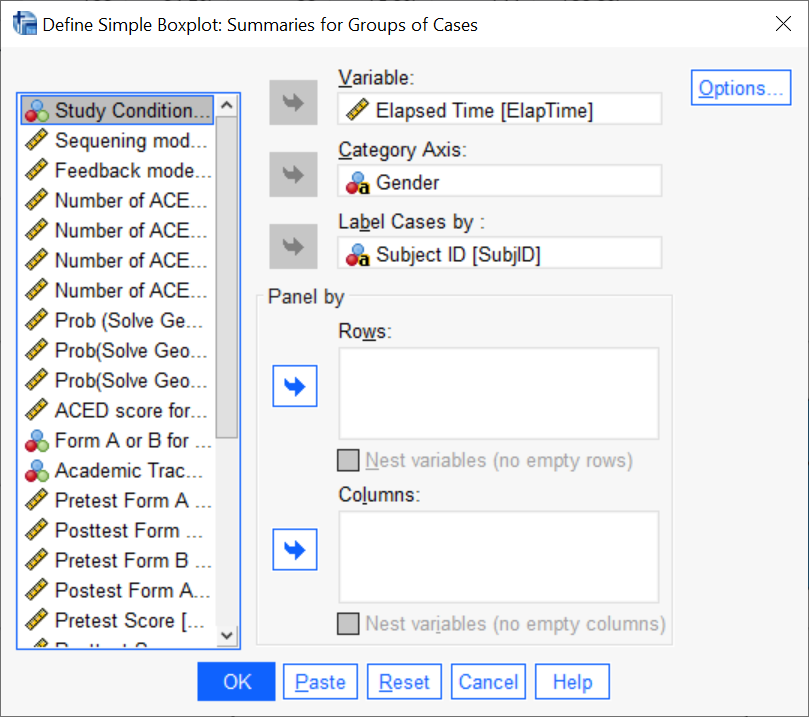 Define Simple Boxplot: Summaries for Groups of Cases
Study Condition...
Sequening mod...
Feedback mode...
Number of ACE...
Number of ACE...
Number of ACE...
Number of ACE...
Prob (Solve Ge...
Prob(Solve Geo...
Prob(Solve Geo...
ACED score for...
Form A or B for ...
Academic Trac...
Pretest Form A ...
Posttest Form ...
Pretest Form B ...
Postest Form A...
Pretest Score [...
Variable:
Elapsed Time [ElapTime]
Category Axis:
Gender
Label Cases by :
Subject ID [SubjID]
Panel by
Rows:
Nest variables (no empty rows)
Columns:
Nest variables (no empty columns)
Options...
OK
Paste
Reset
Cancel
Help